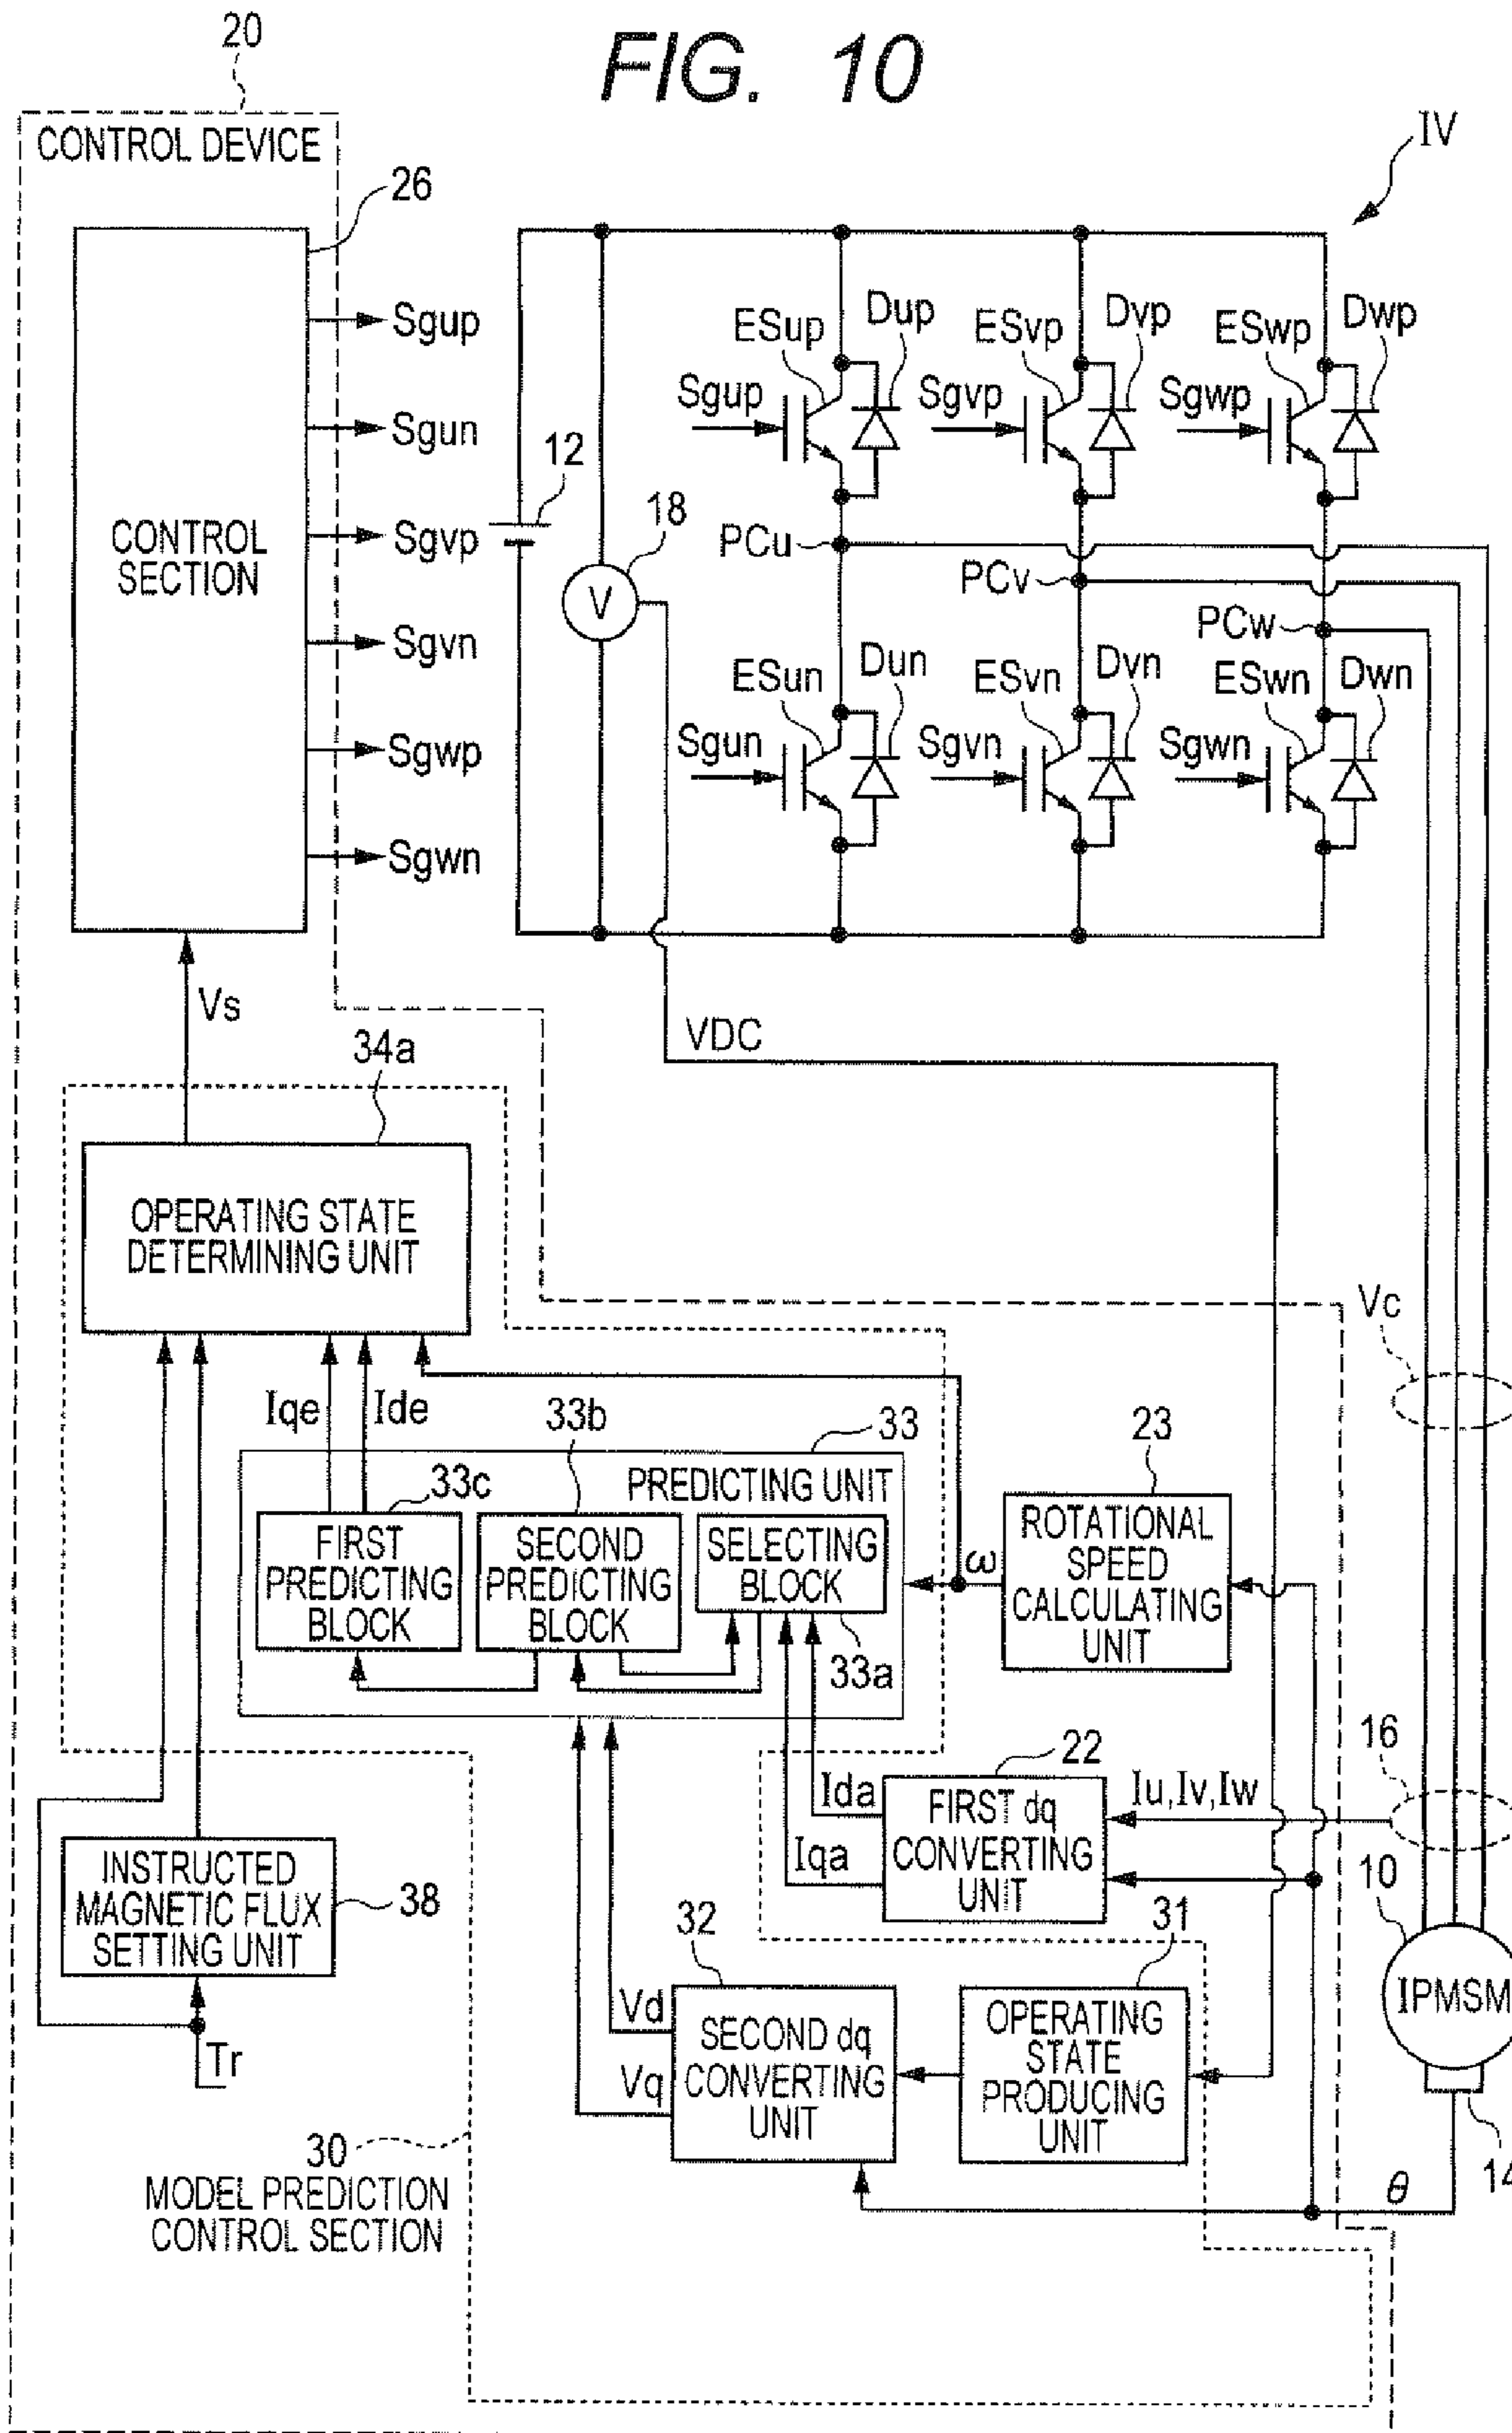 FIG. 10
20
CONTROL DEVICE
IV
26
Sgup
Sgun
Sgvp
Sgvn
Sgwp
Sgwn
CONTROL
SECTION
12
18
V
ESup
Dup
ESvp
Dvp
ESwp
Dwp
Sgup
Sgvp
Sgwp
PCu
PCv
PCw
ESun
Dun
ESvn
Dvn
ESwn
Dwn
Sgun
Sgvn
Sgwn
Vs
VDC
34a
OPERATING STATE
DETERMINING UNIT
Vc
Iqe
Ide
33b
33
23
33c
PREDICTING UNIT
FIRST
PREDICTING
BLOCK
SECOND
PREDICTING
BLOCK
SELECTING
BLOCK
33a
ω
ROTATIONAL
SPEED
CALCULATING
UNIT
22
16
Ida
Iqa
FIRST dq
CONVERTING
UNIT
Iu,Iv,Iw
INSTRUCTED
MAGNETIC FLUX
SETTING UNIT
38
10
32
31
IPMSM
Vd
Vq
SECOND dq
CONVERTING
UNIT
OPERATING
STATE
PRODUCING
UNIT
Tr
14
θ
30
MODEL PREDICTION
CONTROL SECTION